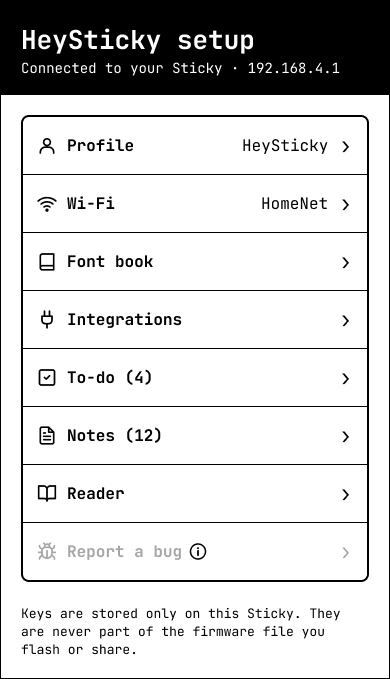 HeySticky setup
Connected to your Sticky · 192.168.4.1
Profile HeySticky
Wi-Fi HomeNet
Font book
Integrations
To-do (4)
Notes (12)
Reader
Report a bug
Keys are stored only on this Sticky. They
are never part of the firmware file you
flash or share.